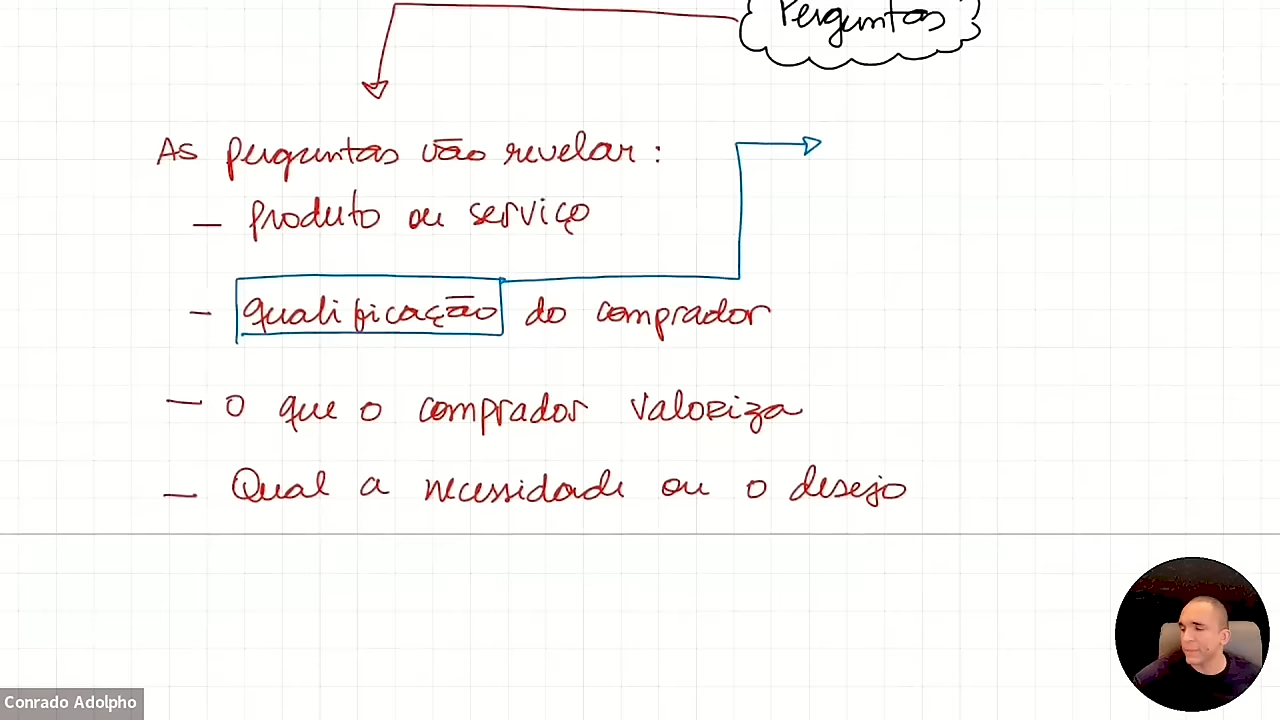 Perguntas
As perguntas vão revelar:
- produto ou serviço
- qualificação do comprador
- o que o comprador valoriza
- Qual a necessidade ou o desejo
Conrado Adolpho